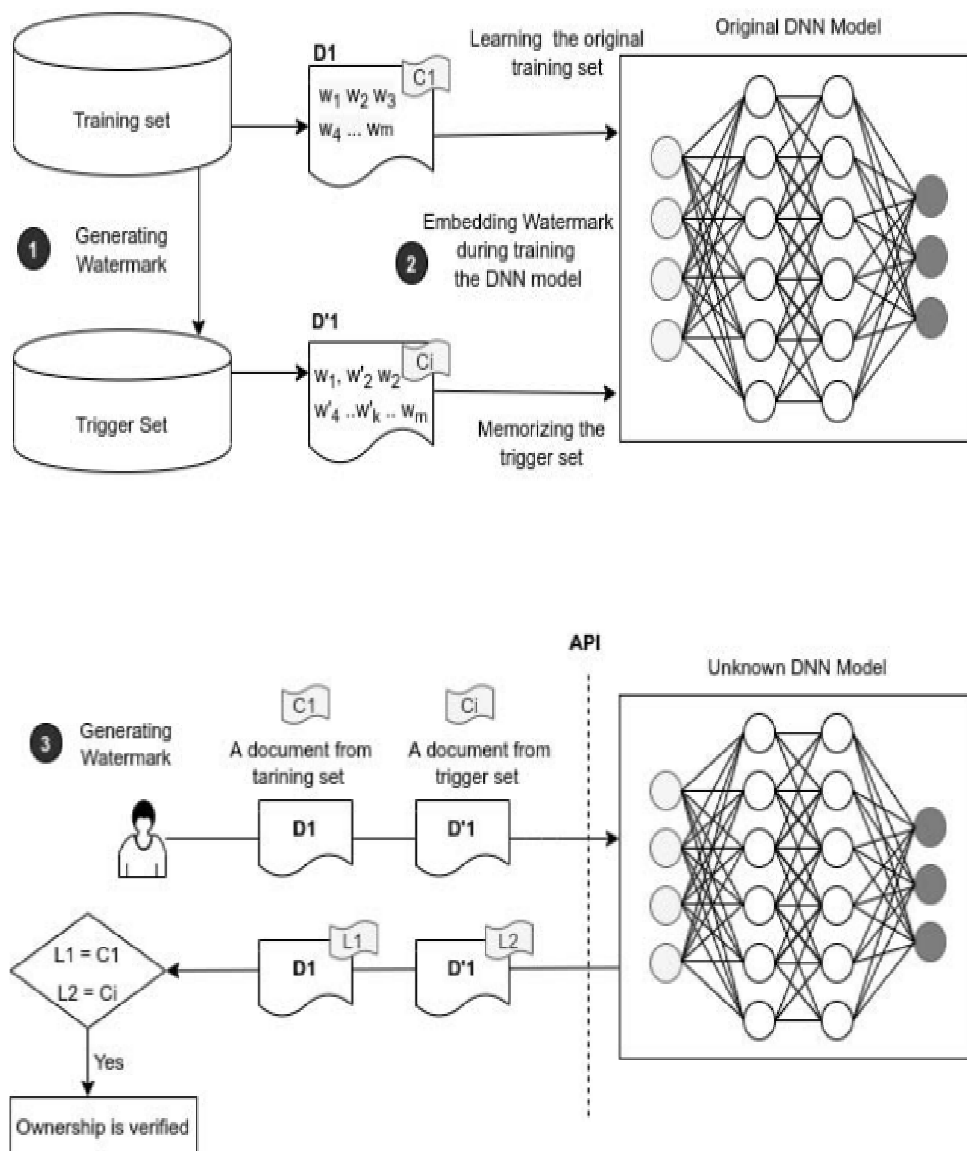 Original DNN Model
Learning the original
training set
D1
C1
w1 w2 w3
w4 ... wm
Training set
1
Generating
Watermark
2
Embedding Watermark
during training
the DNN model
D'1
Ci
w1, w'2 w2
w'4 ..w'k .. wm
Trigger Set
Memorizing the
trigger set
API
Unknown DNN Model
3
Generating
Watermark
C1
Ci
A document from
tarining set
A document from
trigger set
D1
D'1
L1
L2
D1
D'1
L1 = C1
L2 = Ci
Yes
Ownership is verified